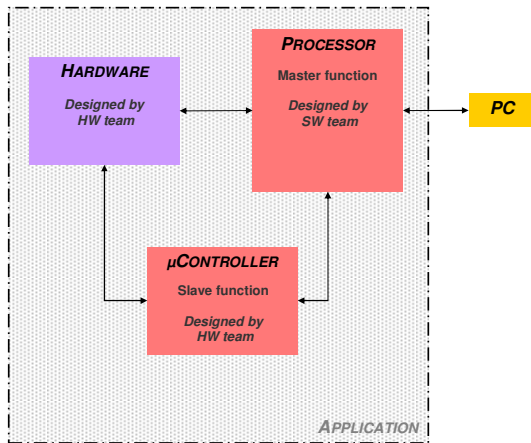 PROCESSOR
Master function
Designed by
SW team
HARDWARE
Designed by
HW team
PC
µCONTROLLER
Slave function
Designed by
HW team
APPLICATION